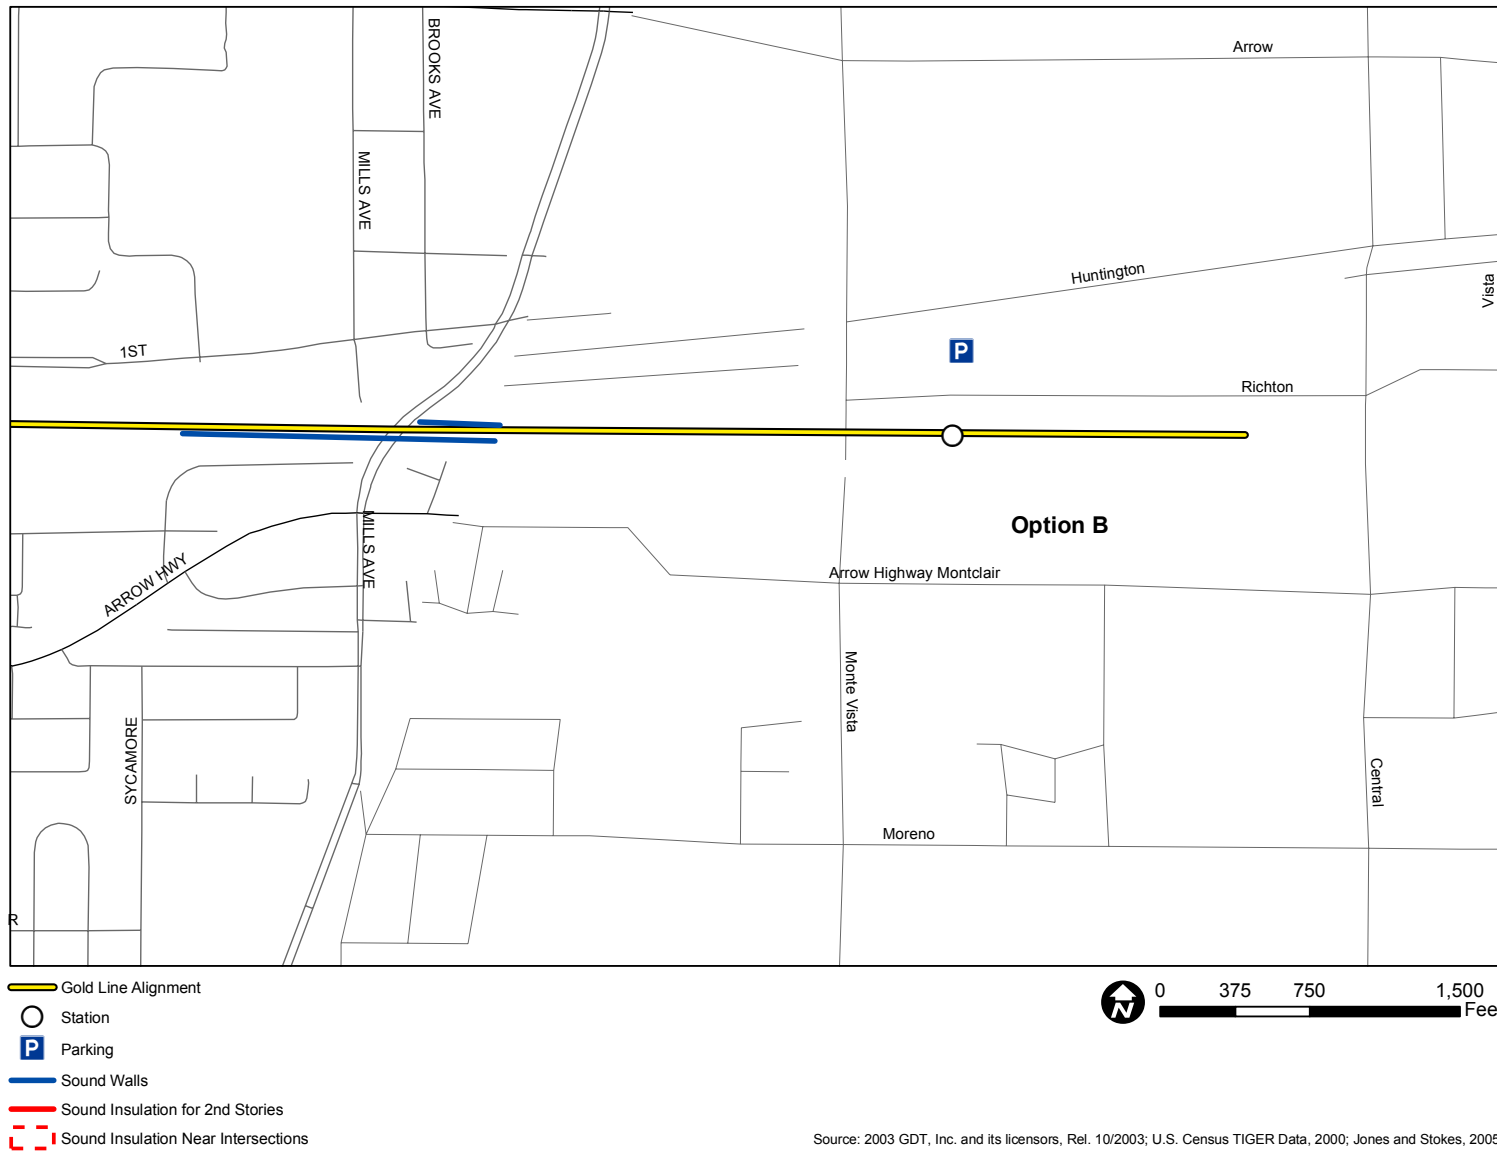 BROOKS AVE
Arrow
MILLS AVE
Huntington
Vista
1ST
P
Richton
Option B
MILLS AVE
ARROW HWY
Arrow Highway Montclair
Monte Vista
SYCAMORE
Central
Moreno
R
Gold Line Alignment
Station
P Parking
Sound Walls
Sound Insulation for 2nd Stories
Sound Insulation Near Intersections
N
0 375 750 1,500
Fee
Source: 2003 GDT, Inc. and its licensors, Rel. 10/2003; U.S. Census TIGER Data, 2000; Jones and Stokes, 2005